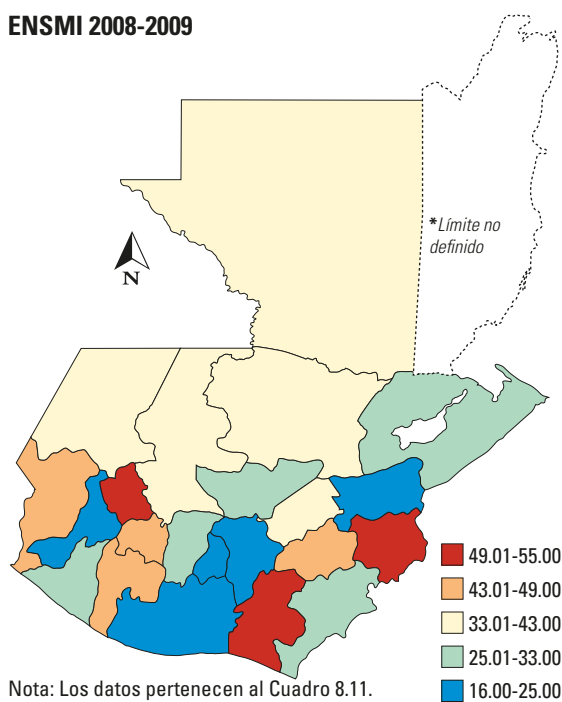 ENSMI 2008-2009
*Límite no
definido
N
49.01-55.00
43.01-49.00
33.01-43.00
25.01-33.00
16.00-25.00
Nota: Los datos pertenecen al Cuadro 8.11.